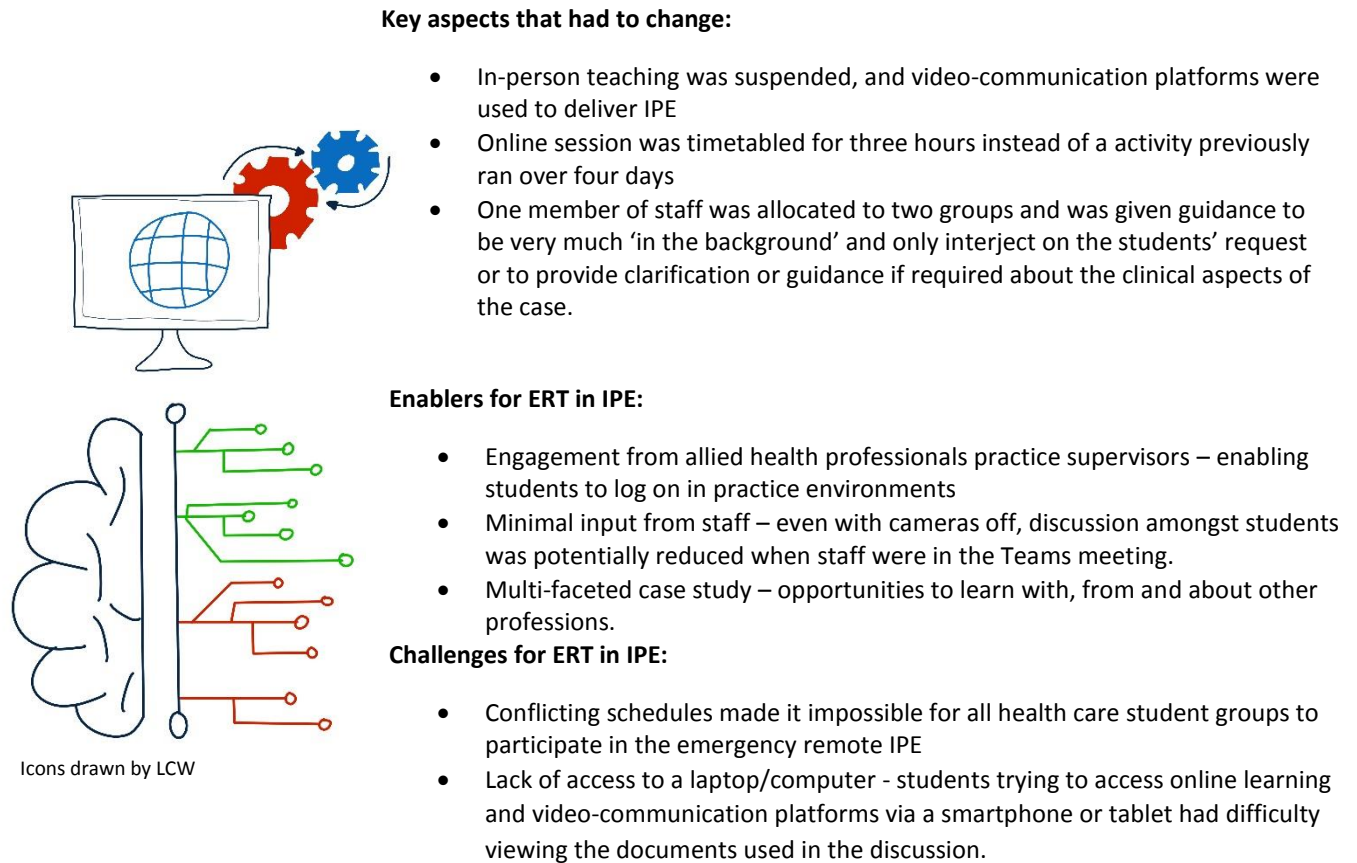 Key aspects that had to change:
• In-person teaching was suspended, and video-communication platforms were
used to deliver IPE
• Online session was timetabled for three hours instead of a activity previously
ran over four days
• One member of staff was allocated to two groups and was given guidance to
be very much ‘in the background’ and only interject on the students’ request
or to provide clarification or guidance if required about the clinical aspects of
the case.
Enablers for ERT in IPE:
• Engagement from allied health professionals practice supervisors – enabling
students to log on in practice environments
• Minimal input from staff – even with cameras off, discussion amongst students
was potentially reduced when staff were in the Teams meeting.
• Multi-faceted case study – opportunities to learn with, from and about other
professions.
Challenges for ERT in IPE:
• Conflicting schedules made it impossible for all health care student groups to
participate in the emergency remote IPE
• Lack of access to a laptop/computer - students trying to access online learning
and video-communication platforms via a smartphone or tablet had difficulty
viewing the documents used in the discussion.
Icons drawn by LCW